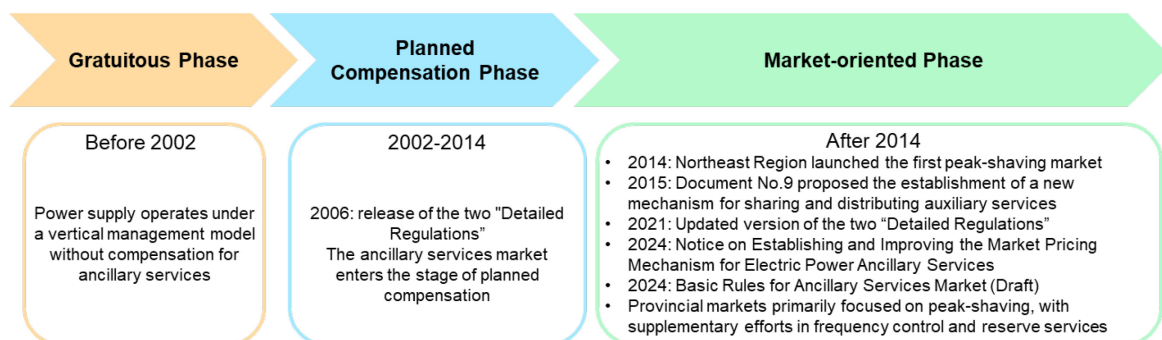 Gratuitous Phase
Planned
Compensation Phase
Market-oriented Phase
Before 2002
Power supply operates under
a vertical management model
without compensation for
ancillary services
2002-2014
2006: release of the two "Detailed
Regulations”
The ancillary services market
enters the stage of planned
compensation
After 2014
• 2014: Northeast Region launched the first peak-shaving market
• 2015: Document No.9 proposed the establishment of a new
mechanism for sharing and distributing auxiliary services
• 2021: Updated version of the two “Detailed Regulations”
• 2024: Notice on Establishing and Improving the Market Pricing
Mechanism for Electric Power Ancillary Services
• 2024: Basic Rules for Ancillary Services Market (Draft)
• Provincial markets primarily focused on peak-shaving, with
supplementary efforts in frequency control and reserve services